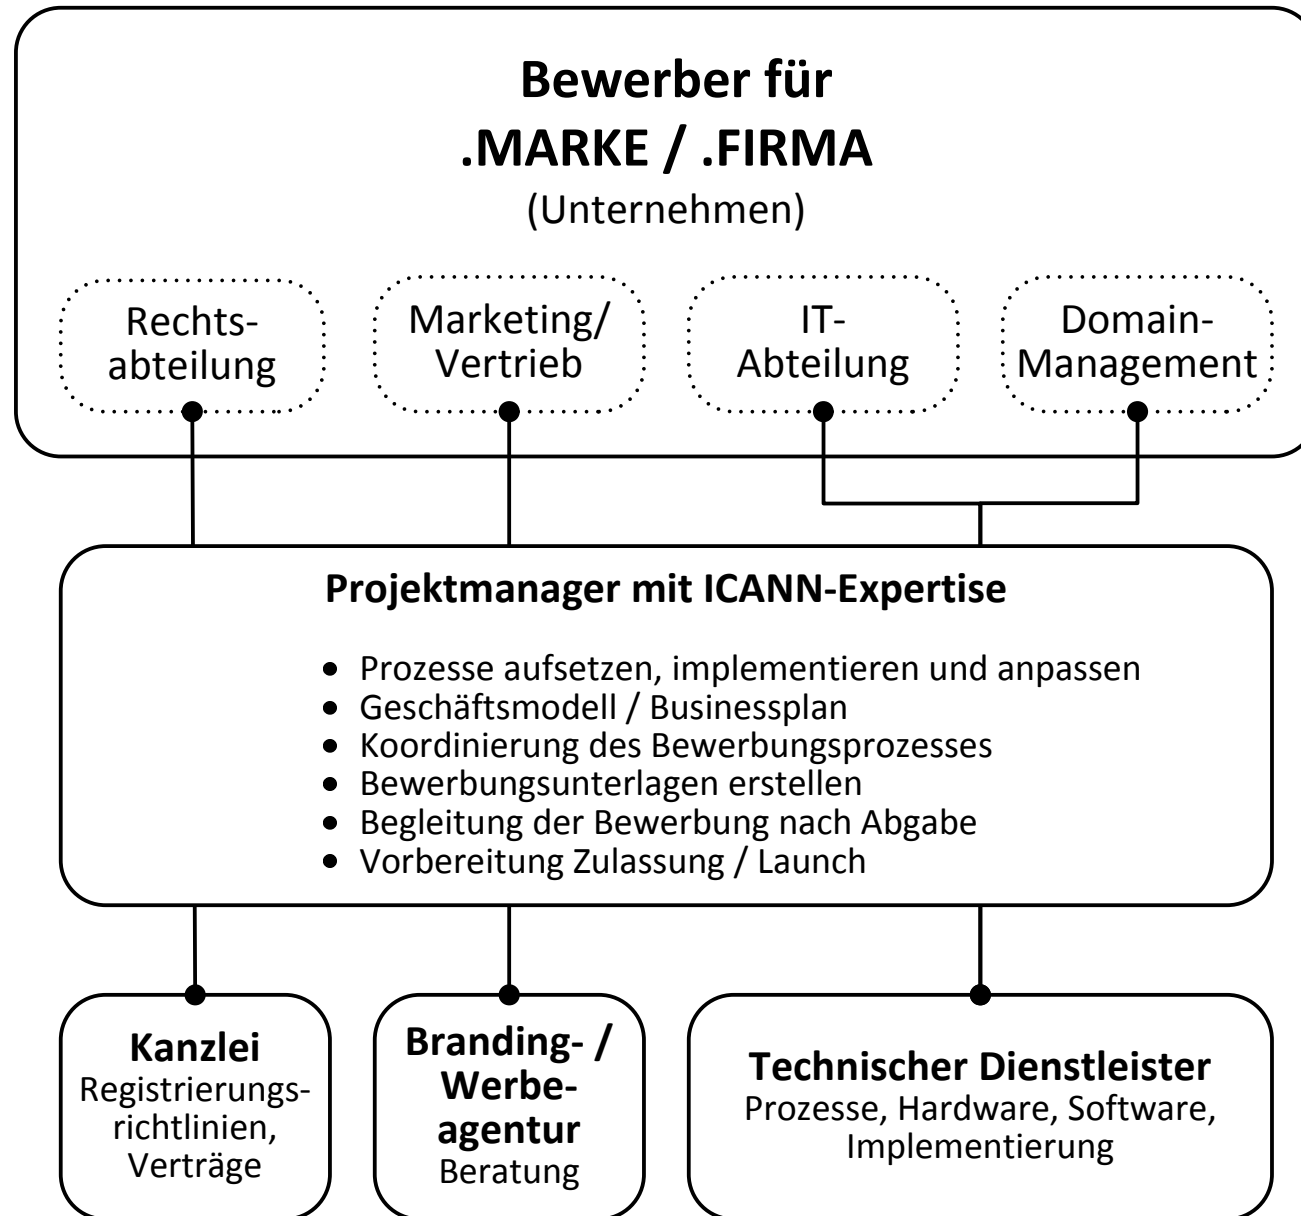 Bewerber für
.MARKE / .FIRMA
(Unternehmen)
Rechts-
abteilung
Marketing/
Vertrieb
IT-
Abteilung
Domain-
Management
Projektmanager mit ICANN-Expertise
• Prozesse aufsetzen, implementieren und anpassen
• Geschäftsmodell / Businessplan
• Koordinierung des Bewerbungsprozesses
• Bewerbungsunterlagen erstellen
• Begleitung der Bewerbung nach Abgabe
• Vorbereitung Zulassung / Launch
Kanzlei
Registrierungs-
richtlinien,
Verträge
Branding- /
Werbe-
agentur
Beratung
Technischer Dienstleister
Prozesse, Hardware, Software,
Implementierung